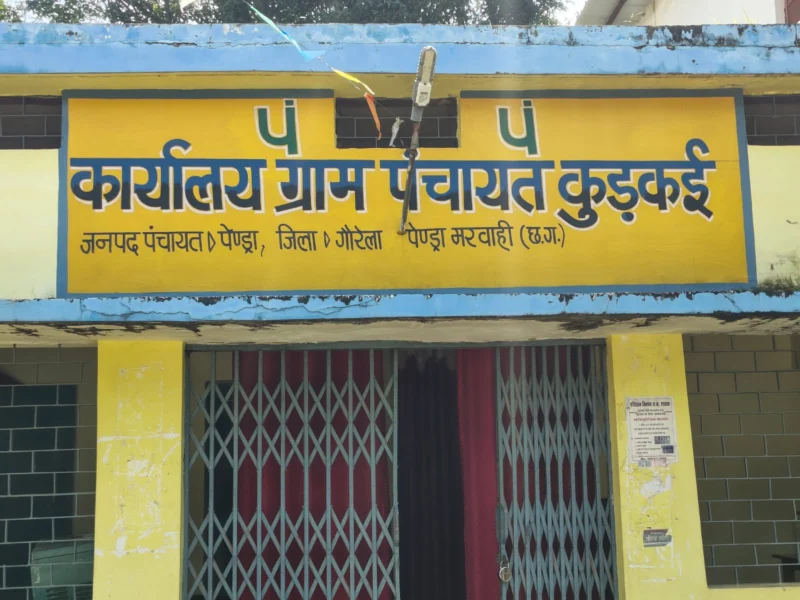 पं पं
कार्यालय ग्राम पंचायत कुड़कई
जनपद पंचायत ▷ पेण्ड्रा, जिला ▷ गौरेला पेण्ड्रा मरवाही (छ.ग.)